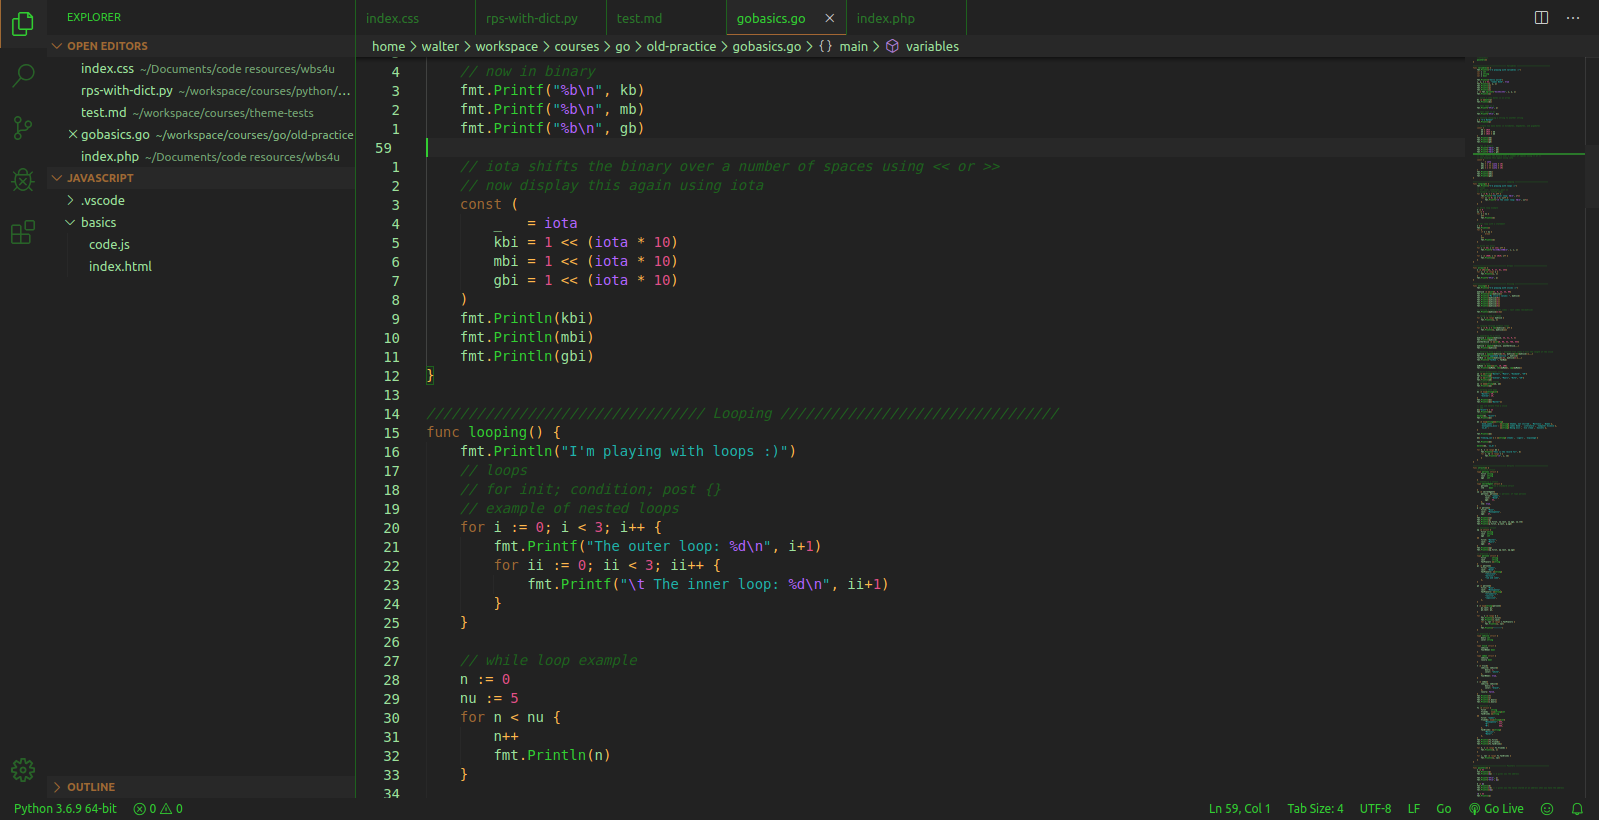 EXPLORER
OPEN EDITORS
index.css ~/Documents/code resources/wbs4u
rps-with-dict.py ~/workspace/courses/python/...
test.md ~/workspace/courses/theme-tests
gobasics.go ~/workspace/courses/go/old-practice
index.php ~/Documents/code resources/wbs4u
JAVASCRIPT
.vscode
basics
code.js
index.html
OUTLINE
index.css rps-with-dict.py test.md gobasics.go index.php
home > walter > workspace > courses > go > old-practice > gobasics.go > {} main > variables
4 // now in binary
3 fmt.Printf("%b\n", kb)
2 fmt.Printf("%b\n", mb)
1 fmt.Printf("%b\n", gb)
59
1 // iota shifts the binary over a number of spaces using << or >>
2 // now display this again using iota
3 const (
4 _ = iota
5 kbi = 1 << (iota * 10)
6 mbi = 1 << (iota * 10)
7 gbi = 1 << (iota * 10)
8 )
9 fmt.Println(kbi)
10 fmt.Println(mbi)
11 fmt.Println(gbi)
12 }
13
14 ///////////////////////////////// Looping /////////////////////////////////
15 func looping() {
16 fmt.Println("I'm playing with loops :)")
17 // loops
18 // for init; condition; post {}
19 // example of nested loops
20 for i := 0; i < 3; i++ {
21 fmt.Printf("The outer loop: %d\n", i+1)
22 for ii := 0; ii < 3; ii++ {
23 fmt.Printf("\t The inner loop: %d\n", ii+1)
24 }
25 }
26
27 // while loop example
28 n := 0
29 nu := 5
30 for n < nu {
31 n++
32 fmt.Println(n)
33 }
34
Python 3.6.9 64-bit 0 0 Ln 59, Col 1 Tab Size: 4 UTF-8 LF Go Go Live